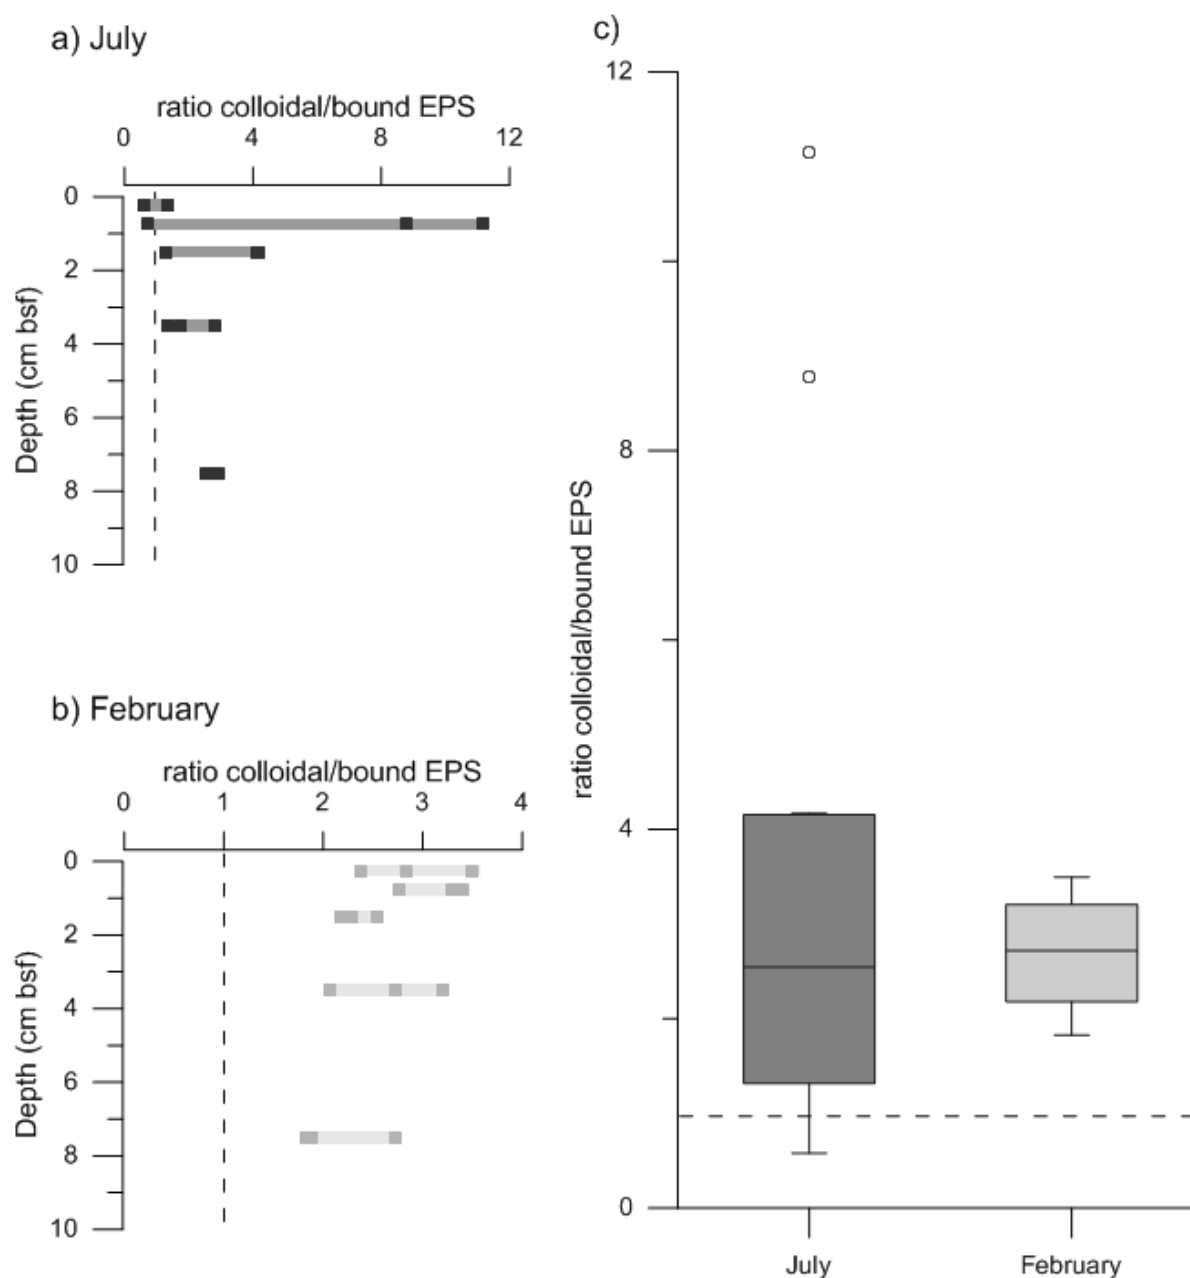 a) July
ratio colloidal/bound EPS
0 4 8 12
Depth (cm bsf)
0
2
4
6
8
10
b) February
ratio colloidal/bound EPS
0 1 2 3 4
Depth (cm bsf)
0
2
4
6
8
10
c)
ratio colloidal/bound EPS
12
8
4
0
July February